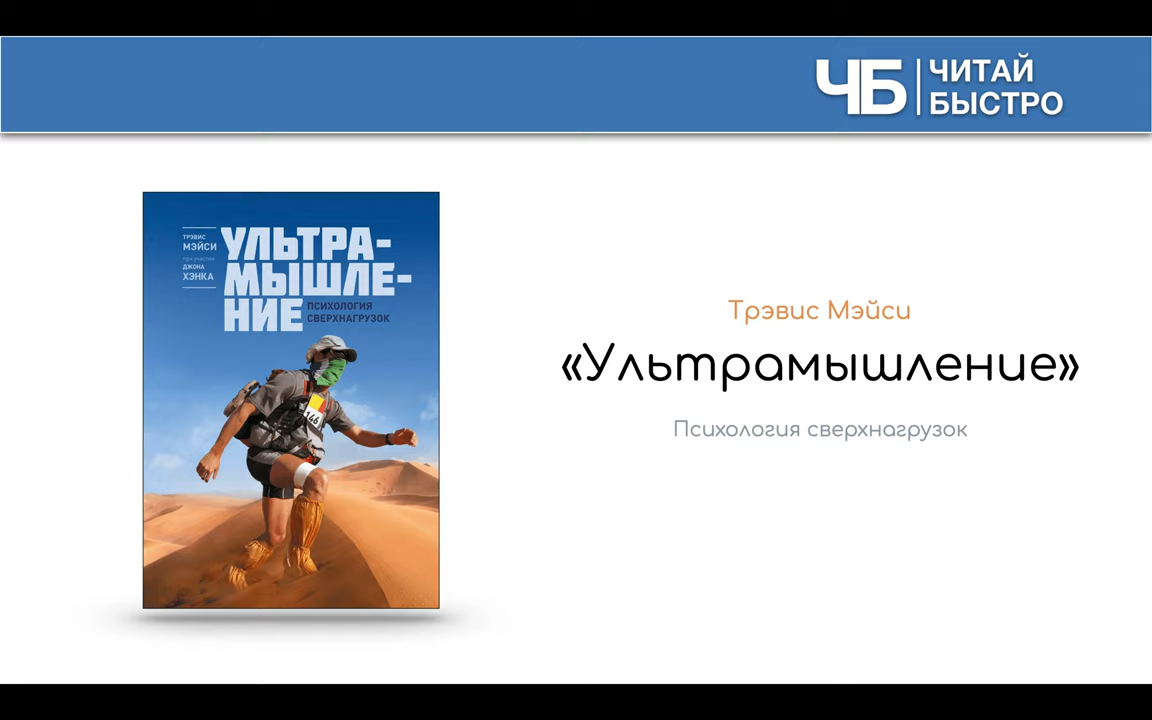 ЧБ
ЧИТАЙ
БЫСТРО
ТРЭВИС
МЭЙСИ
при участии
ДЖОНА
ХЭНКА
УЛЬТРА-
МЫШЛЕ-
НИЕ
ПСИХОЛОГИЯ
СВЕРХНАГРУЗОК
146
Трэвис Мэйси
«Ультрамышление»
Психология сверхнагрузок